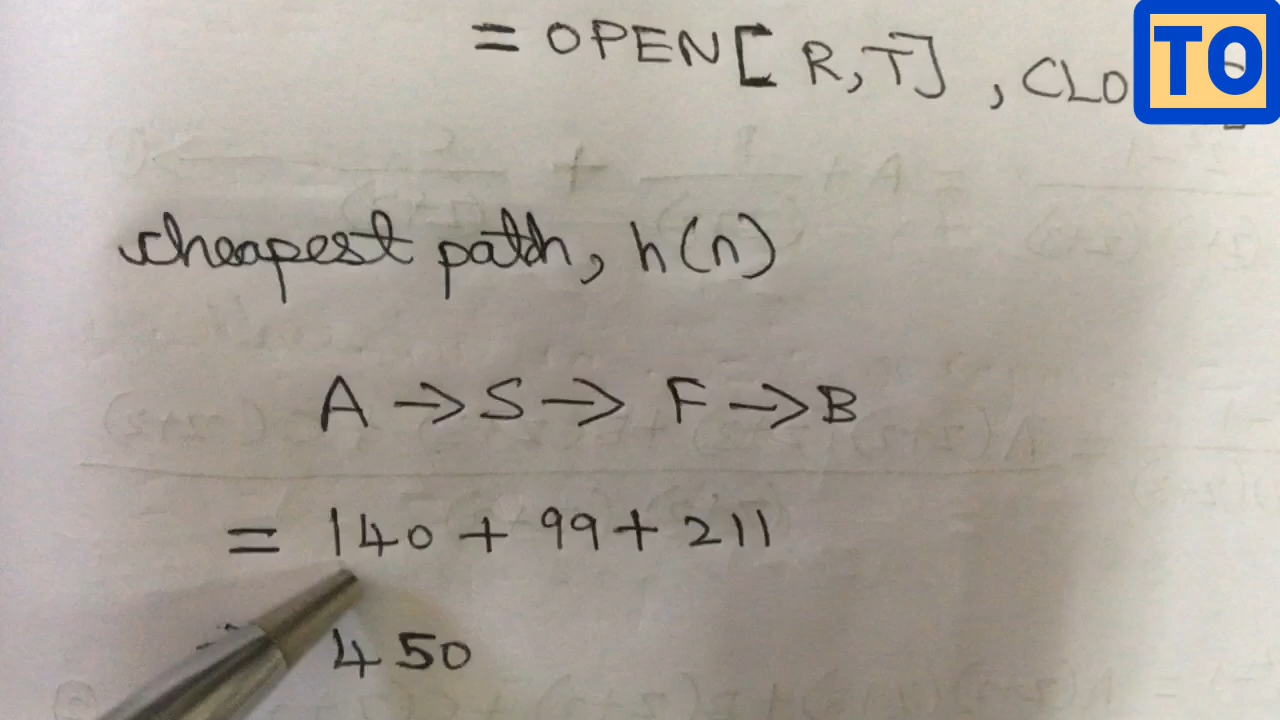 = OPEN[R,T], CLO
TO
cheapest path, h(n)
A → S → F → B
= 140 + 99 + 211
450